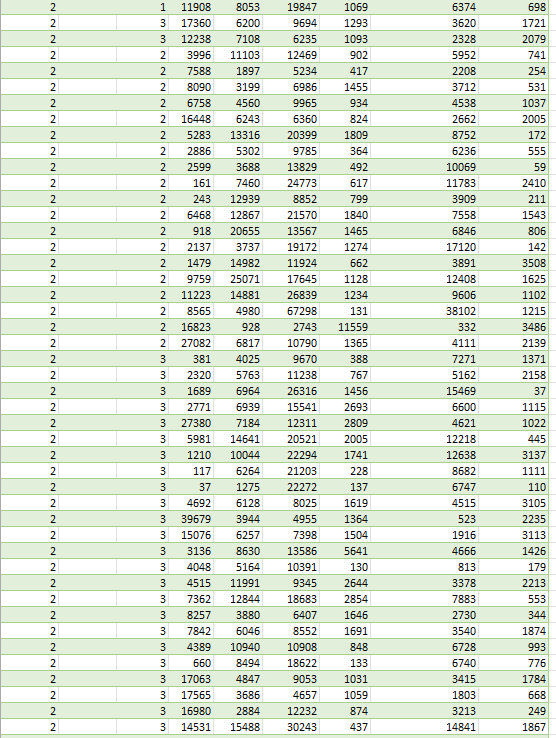 2 1 11908 8053 19847 1069 6374 698
2 3 17360 6200 9694 1293 3620 1721
2 3 12238 7108 6235 1093 2328 2079
2 2 3996 11103 12469 902 5952 741
2 2 7588 1897 5234 417 2208 254
2 2 8090 3199 6986 1455 3712 531
2 2 6758 4560 9965 934 4538 1037
2 2 16448 6243 6360 824 2662 2005
2 2 5283 13316 20399 1809 8752 172
2 2 2886 5302 9785 364 6236 555
2 2 2599 3688 13829 492 10069 59
2 2 161 7460 24773 617 11783 2410
2 2 243 12939 8852 799 3909 211
2 2 6468 12867 21570 1840 7558 1543
2 2 918 20655 13567 1465 6846 806
2 2 2137 3737 19172 1274 17120 142
2 2 1479 14982 11924 662 3891 3508
2 2 9759 25071 17645 1128 12408 1625
2 2 11223 14881 26839 1234 9606 1102
2 2 8565 4980 67298 131 38102 1215
2 2 16823 928 2743 11559 332 3486
2 2 27082 6817 10790 1365 4111 2139
2 3 381 4025 9670 388 7271 1371
2 3 2320 5763 11238 767 5162 2158
2 3 1689 6964 26316 1456 15469 37
2 3 2771 6939 15541 2693 6600 1115
2 3 27380 7184 12311 2809 4621 1022
2 3 5981 14641 20521 2005 12218 445
2 3 1210 10044 22294 1741 12638 3137
2 3 117 6264 21203 228 8682 1111
2 3 37 1275 22272 137 6747 110
2 3 4692 6128 8025 1619 4515 3105
2 3 39679 3944 4955 1364 523 2235
2 3 15076 6257 7398 1504 1916 3113
2 3 3136 8630 13586 5641 4666 1426
2 3 4048 5164 10391 130 813 179
2 3 4515 11991 9345 2644 3378 2213
2 3 7362 12844 18683 2854 7883 553
2 3 8257 3880 6407 1646 2730 344
2 3 7842 6046 8552 1691 3540 1874
2 3 4389 10940 10908 848 6728 993
2 3 660 8494 18622 133 6740 776
2 3 17063 4847 9053 1031 3415 1784
2 3 17565 3686 4657 1059 1803 668
2 3 16980 2884 12232 874 3213 249
2 3 14531 15488 30243 437 14841 1867